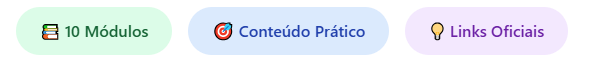 10 Módulos
Conteúdo Prático
Links Oficiais